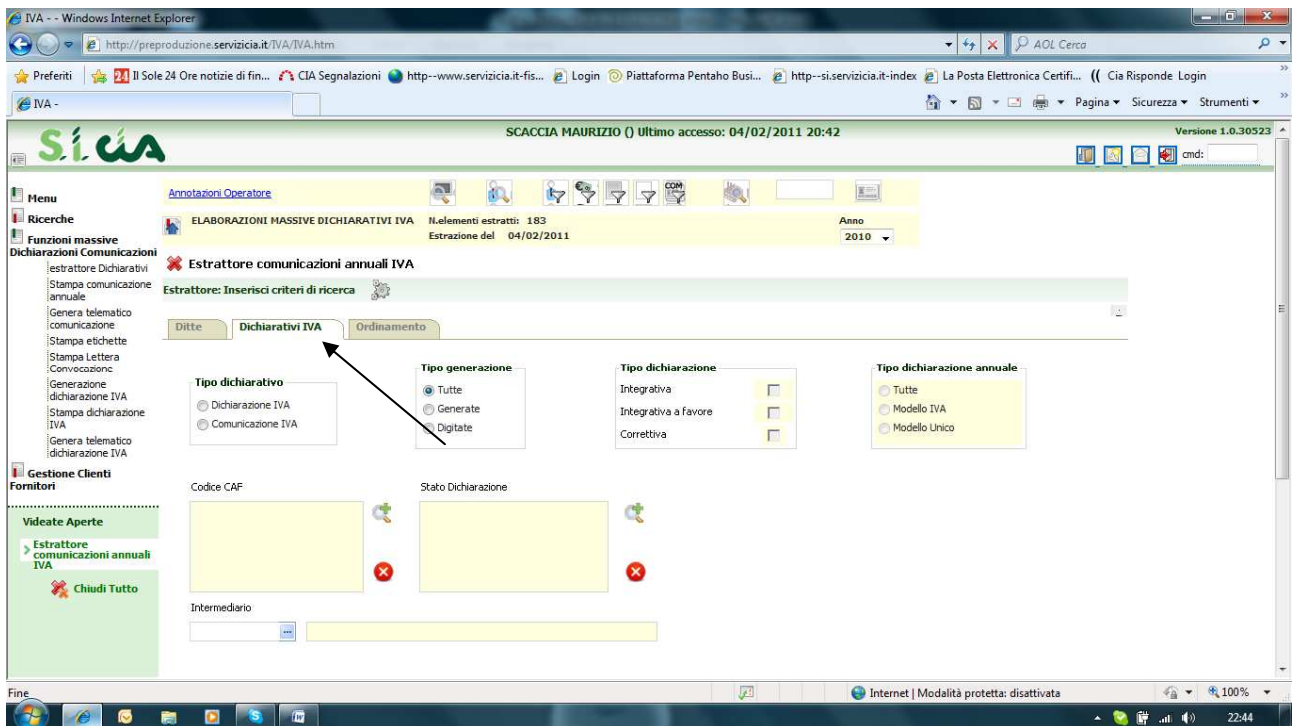 IVA - - Windows Internet Explorer
http://preproduzione.servizicia.it/IVA/IVA.htm
AOL Cerca
Preferiti
24 Il Sole 24 Ore notizie di fin...
CIA Segnalazioni
http--www.servizicia.it-fis...
Login
Piattaforma Pentaho Busi...
http--si.servizicia.it-index
La Posta Elettronica Certifi...
Cia Risponde Login
IVA -
Pagina
Sicurezza
Strumenti
S.í. cia
SCACCIA MAURIZIO () Ultimo accesso: 04/02/2011 20:42
Versione 1.0.30523
cmd:
Menu
Ricerche
Funzioni massive
Dichiarazioni Comunicazioni
estrattore Dichiarativi
Stampa comunicazione
annuale
Genera telematico
comunicazione
Stampa etichette
Stampa Lettera
Convocazione
Generazione
dichiarazione IVA
Stampa dichiarazione
IVA
Genera telematico
dichiarazione IVA
Gestione Clienti
Fornitori
Videate Aperte
Estrattore
comunicazioni annuali
IVA
Chiudi Tutto
Annotazioni Operatore
COM
ELABORAZIONI MASSIVE DICHIARATIVI IVA
N.elementi estratti: 183
Estrazione del 04/02/2011
Anno
2010
Estrattore comunicazioni annuali IVA
Estrattore: Inserisci criteri di ricerca
Ditte
Dichiarativi IVA
Ordinamento
Tipo dichiarativo
Dichiarazione IVA
Comunicazione IVA
Tipo generazione
Tutte
Generate
Digitate
Tipo dichiarazione
Integrativa
Integrativa a favore
Correttiva
Tipo dichiarazione annuale
Tutte
Modello IVA
Modello Unico
Codice CAF
Stato Dichiarazione
Intermediario
...
Fine
Internet | Modalità protetta: disattivata
100%
22:44